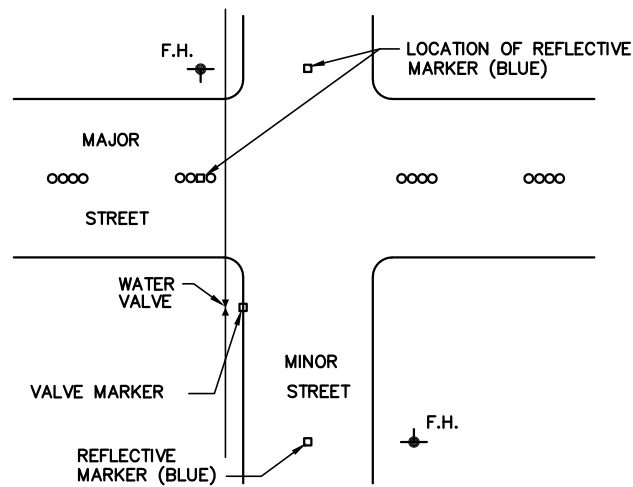 F.H.
LOCATION OF REFLECTIVE
MARKER (BLUE)
MAJOR
STREET
WATER
VALVE
MINOR
STREET
VALVE MARKER
F.H.
REFLECTIVE
MARKER (BLUE)